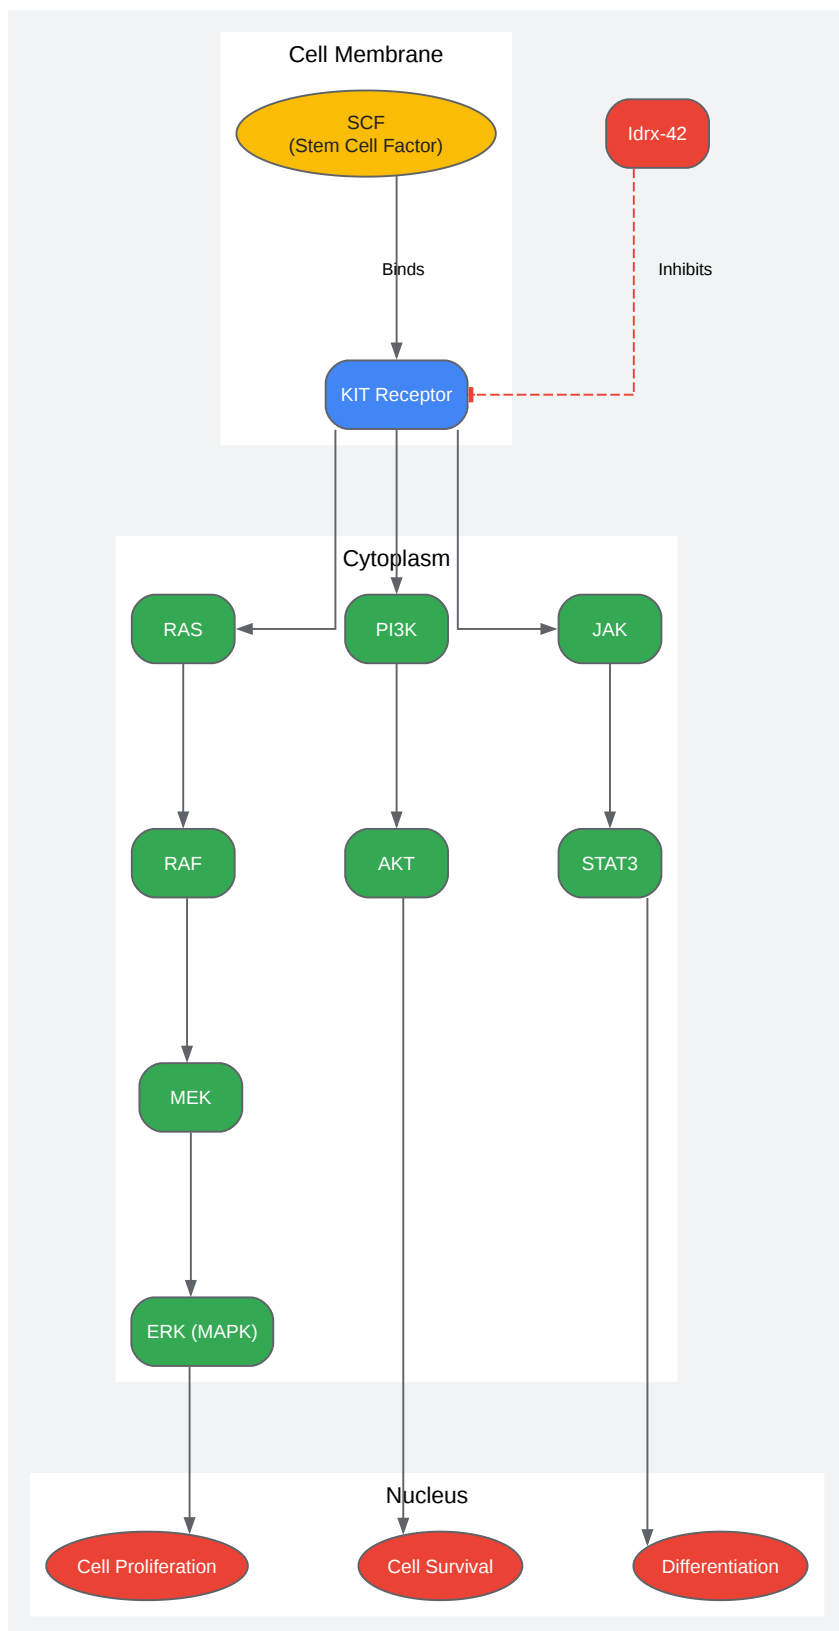 Cell Membrane
SCF
(Stem Cell Factor)
Idrx-42
Binds
Inhibits
KIT Receptor
Cytoplasm
RAS
PI3K
JAK
RAF
AKT
STAT3
MEK
ERK (MAPK)
Nucleus
Cell Proliferation
Cell Survival
Differentiation